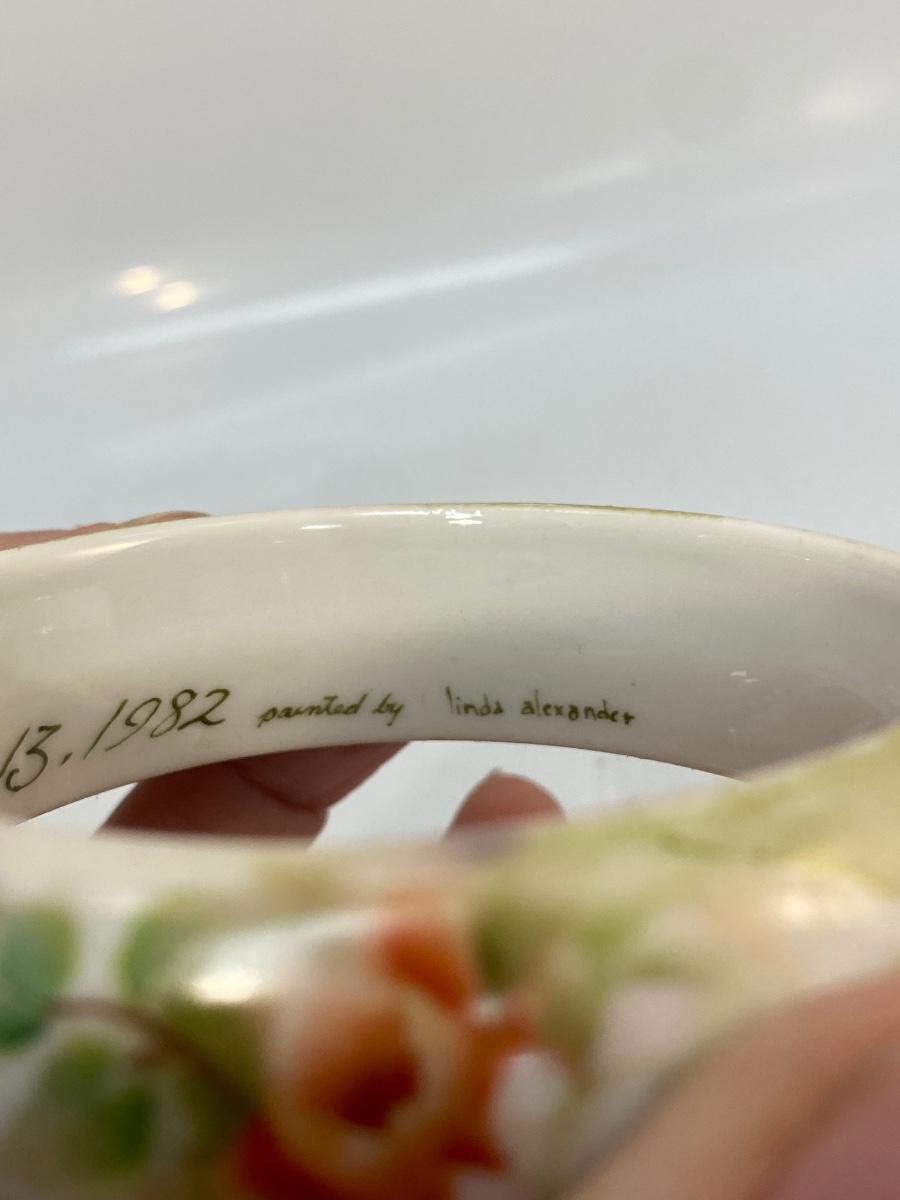 13, 1982 painted by linda alexander